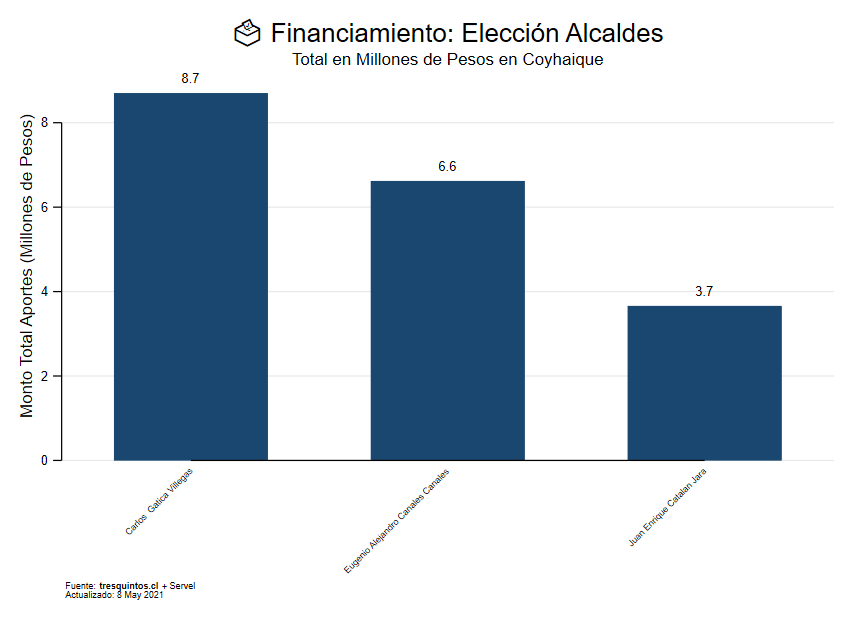 Financiamiento: Elección Alcaldes
Total en Millones de Pesos en Coyhaique
Monto Total Aportes (Millones de Pesos)
8
6
4
2
0
8.7
6.6
3.7
Carlos Gatica Villegas
Eugenio Alejandro Canales Canales
Juan Enrique Catalan Jara
Fuente: tresquintos.cl + Servel
Actualizado: 8 May 2021